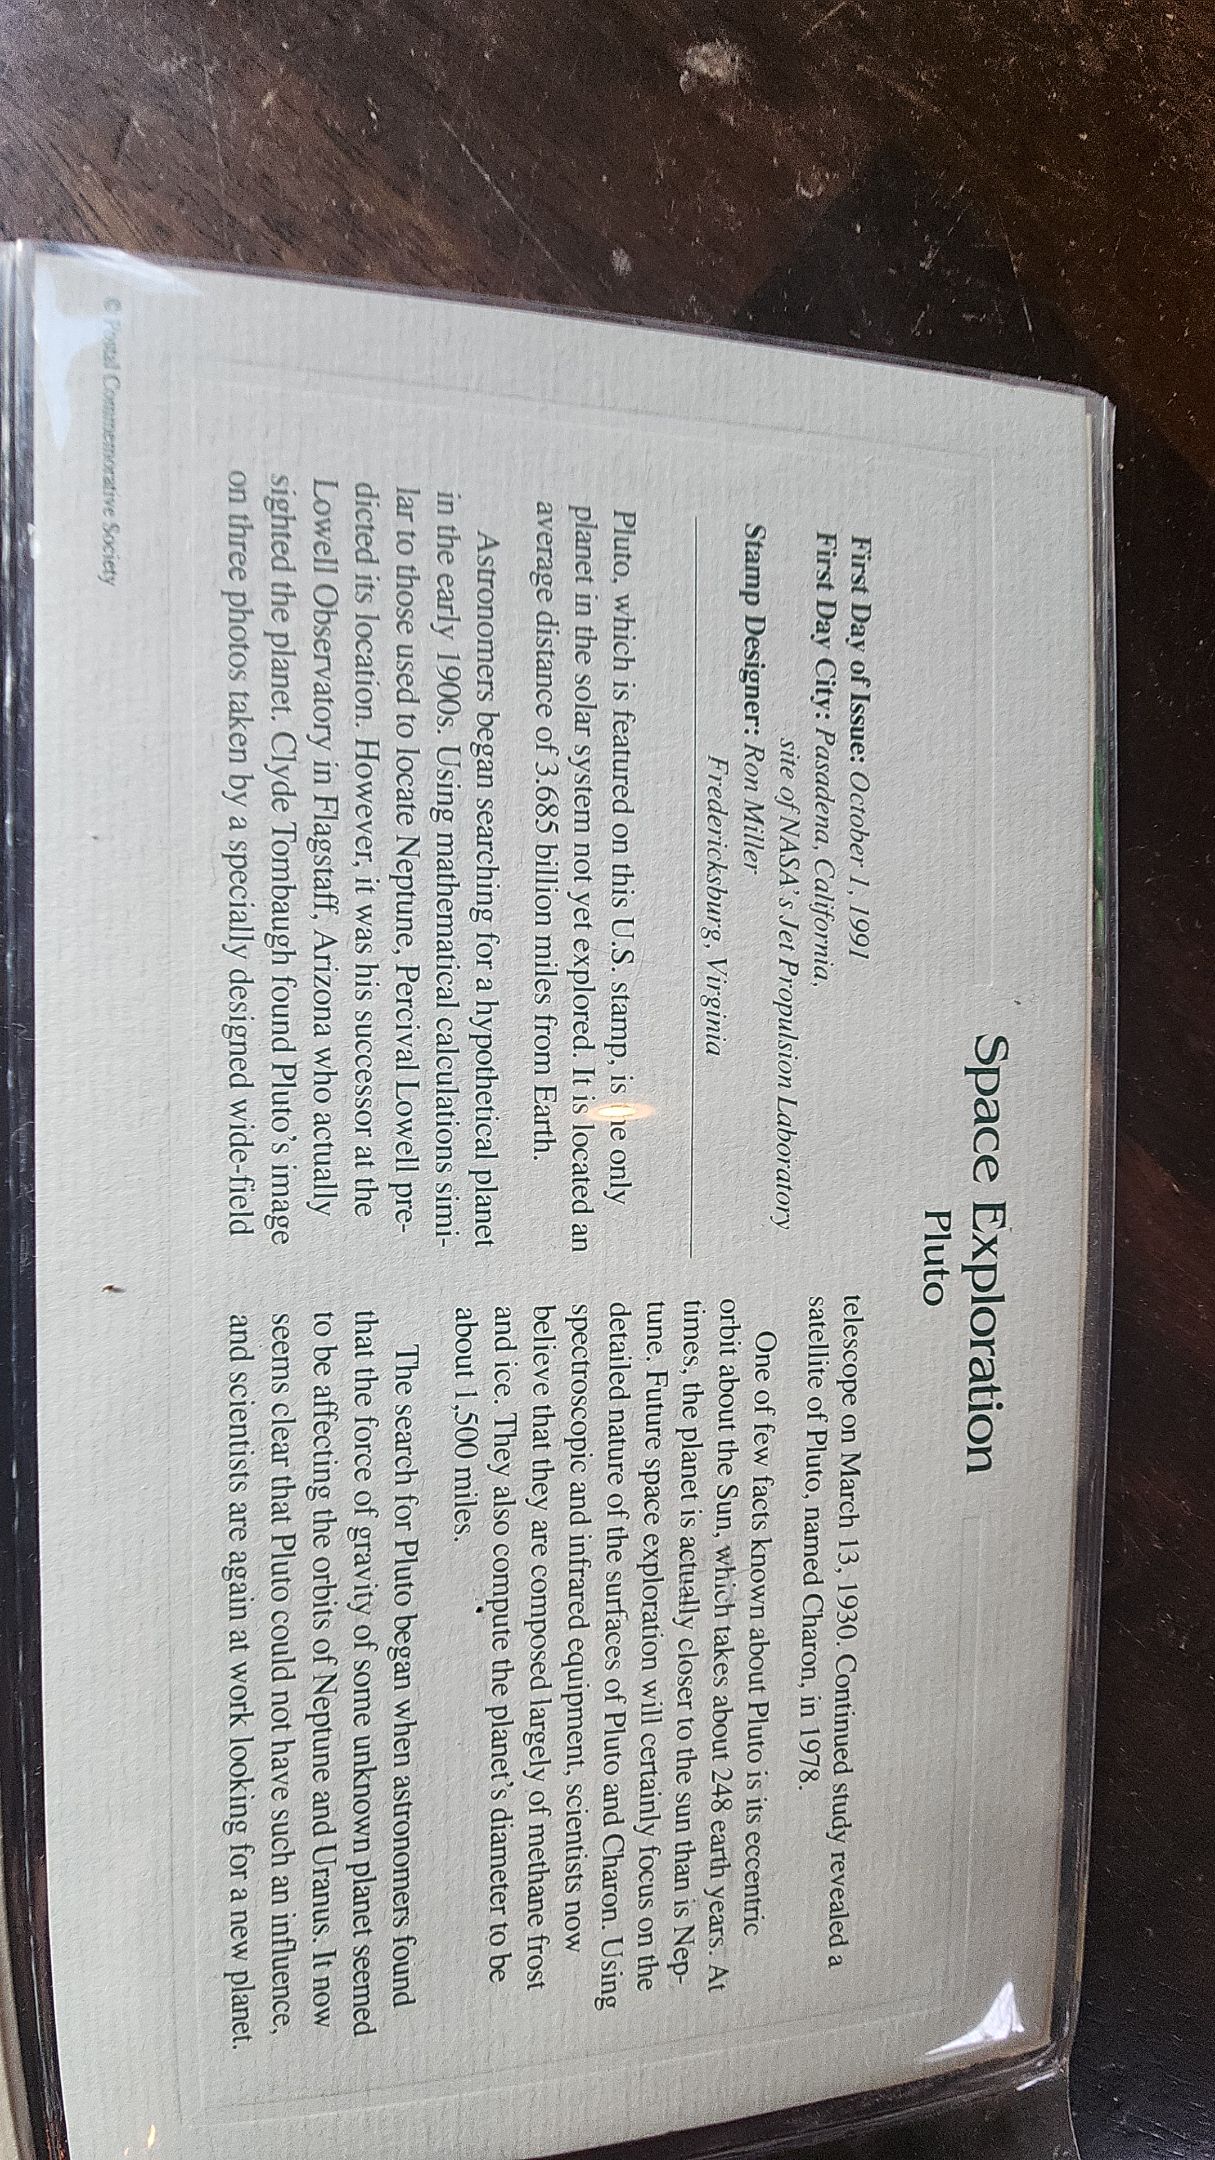 Space Exploration
Pluto
First Day of Issue: October 1, 1991
First Day City: Pasadena, California,
site of NASA's Jet Propulsion Laboratory
Stamp Designer: Ron Miller
Fredericksburg, Virginia
Pluto, which is featured on this U.S. stamp, is the only
planet in the solar system not yet explored. It is located an
average distance of 3.685 billion miles from Earth.
Astronomers began searching for a hypothetical planet
in the early 1900s. Using mathematical calculations simi-
lar to those used to locate Neptune, Percival Lowell pre-
dicted its location. However, it was his successor at the
Lowell Observatory in Flagstaff, Arizona who actually
sighted the planet. Clyde Tombaugh found Pluto's image
on three photos taken by a specially designed wide-field
telescope on March 13, 1930. Continued study revealed a
satellite of Pluto, named Charon, in 1978.
One of few facts known about Pluto is its eccentric
orbit about the Sun, which takes about 248 earth years. At
times, the planet is actually closer to the sun than is Nep-
tune. Future space exploration will certainly focus on the
detailed nature of the surfaces of Pluto and Charon. Using
spectroscopic and infrared equipment, scientists now
believe that they are composed largely of methane frost
and ice. They also compute the planet's diameter to be
about 1,500 miles.
The search for Pluto began when astronomers found
that the force of gravity of some unknown planet seemed
to be affecting the orbits of Neptune and Uranus. It now
seems clear that Pluto could not have such an influence,
and scientists are again at work looking for a new planet.
© Postal Commemorative Society